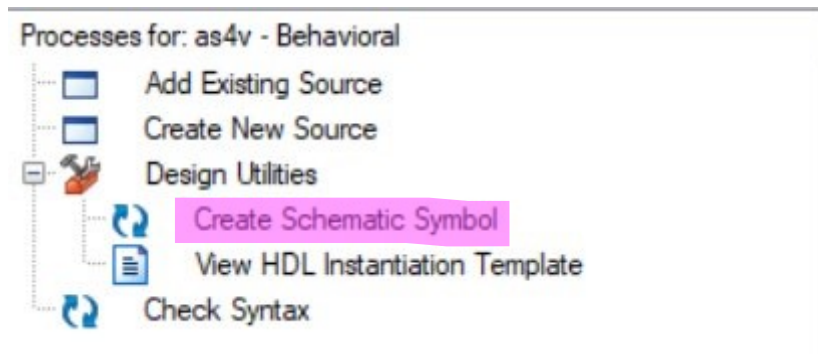 Processes for: as4v - Behavioral
Add Existing Source
Create New Source
Design Utilities
Create Schematic Symbol
View HDL Instantiation Template
Check Syntax